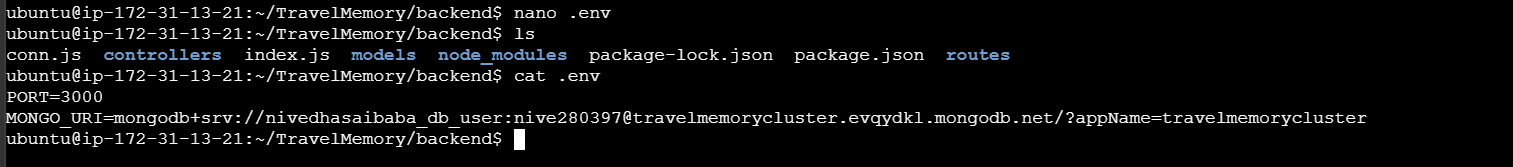 ubuntu@ip-172-31-13-21:~/TravelMemory/backend$ nano .env
ubuntu@ip-172-31-13-21:~/TravelMemory/backend$ ls
conn.js  controllers  index.js  models  node_modules  package-lock.json  package.json  routes
ubuntu@ip-172-31-13-21:~/TravelMemory/backend$ cat .env
PORT=3000
MONGO_URI=mongodb+srv://nivedhasaibaba_db_user:nive280397@travelmemorycluster.evqydkl.mongodb.net/?appName=travelmemorycluster
ubuntu@ip-172-31-13-21:~/TravelMemory/backend$